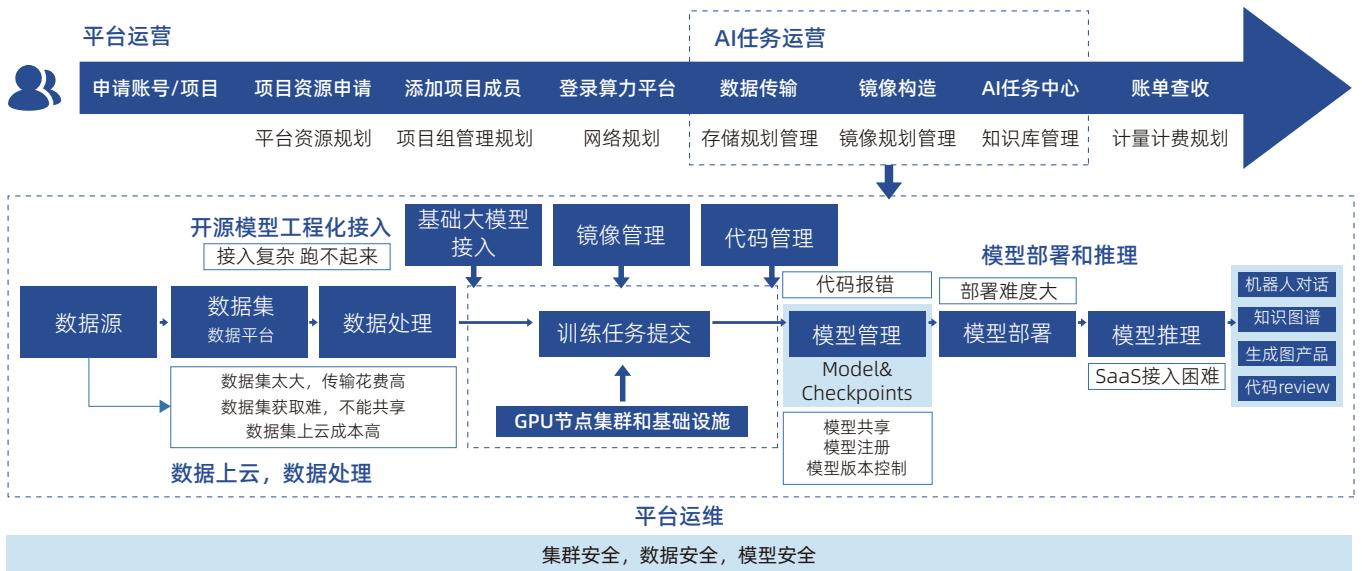 平台运营
AI任务运营
申请账号/项目
项目资源申请
添加项目成员
登录算力平台
数据传输
镜像构造
AI任务中心
账单查收
平台资源规划
项目组管理规划
网络规划
存储规划管理
镜像规划管理
知识库管理
计量计费规划
开源模型工程化接入
接入复杂 跑不起来
基础大模型
接入
镜像管理
代码管理
模型部署和推理
数据源
数据集
数据平台
数据处理
训练任务提交
代码报错
模型管理
Model&
Checkpoints
部署难度大
模型部署
模型推理
SaaS接入困难
机器人对话
知识图谱
生成图产品
代码review
数据集太大，传输花费高
数据集获取难，不能共享
数据集上云成本高
GPU节点集群和基础设施
模型共享
模型注册
模型版本控制
数据上云，数据处理
平台运维
集群安全，数据安全，模型安全